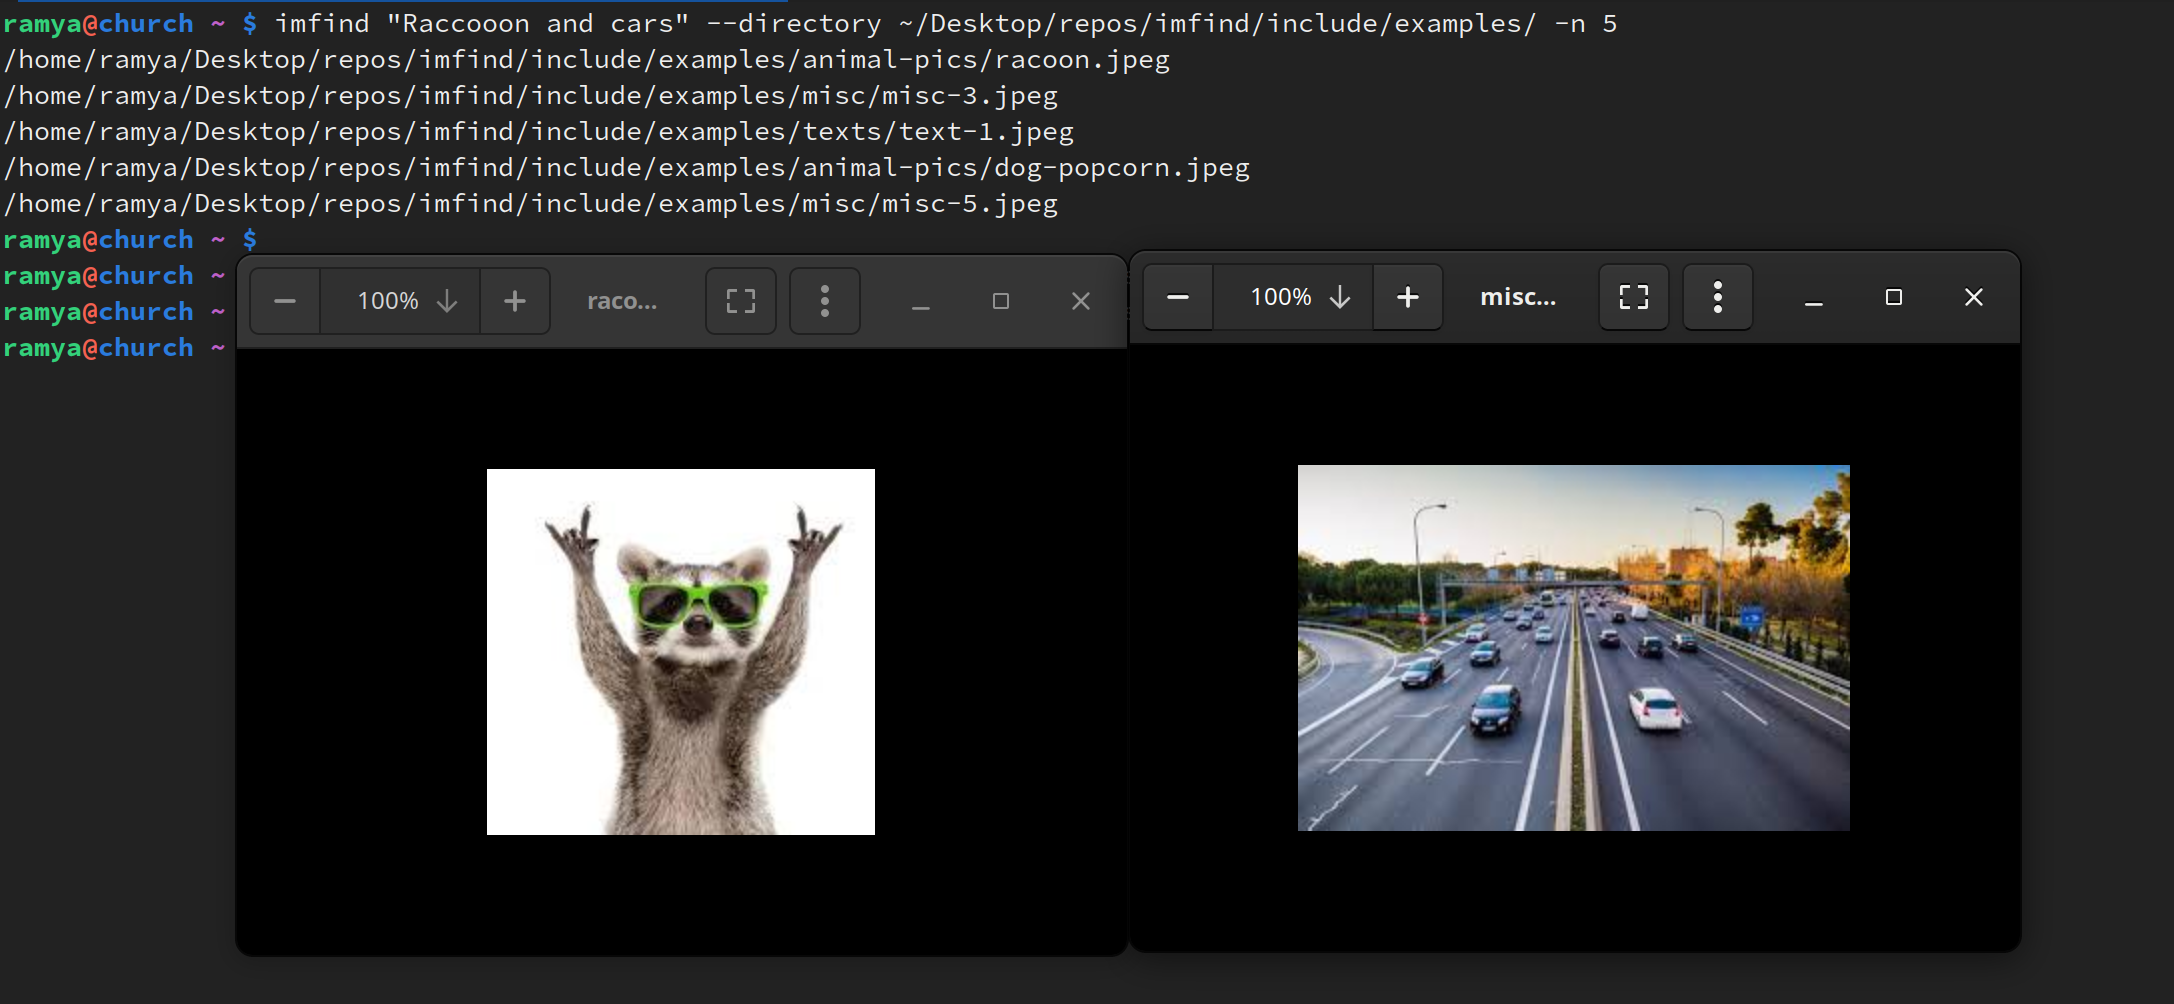 ramya@church ~ $ imfind "Raccooon and cars" --directory ~/Desktop/repos/imfind/include/examples/ -n 5
/home/ramya/Desktop/repos/imfind/include/examples/animal-pics/racoon.jpeg
/home/ramya/Desktop/repos/imfind/include/examples/misc/misc-3.jpeg
/home/ramya/Desktop/repos/imfind/include/examples/texts/text-1.jpeg
/home/ramya/Desktop/repos/imfind/include/examples/animal-pics/dog-popcorn.jpeg
/home/ramya/Desktop/repos/imfind/include/examples/misc/misc-5.jpeg
ramya@church ~ $
ramya@church ~
ramya@church ~
ramya@church ~
100% raco...
100% misc...